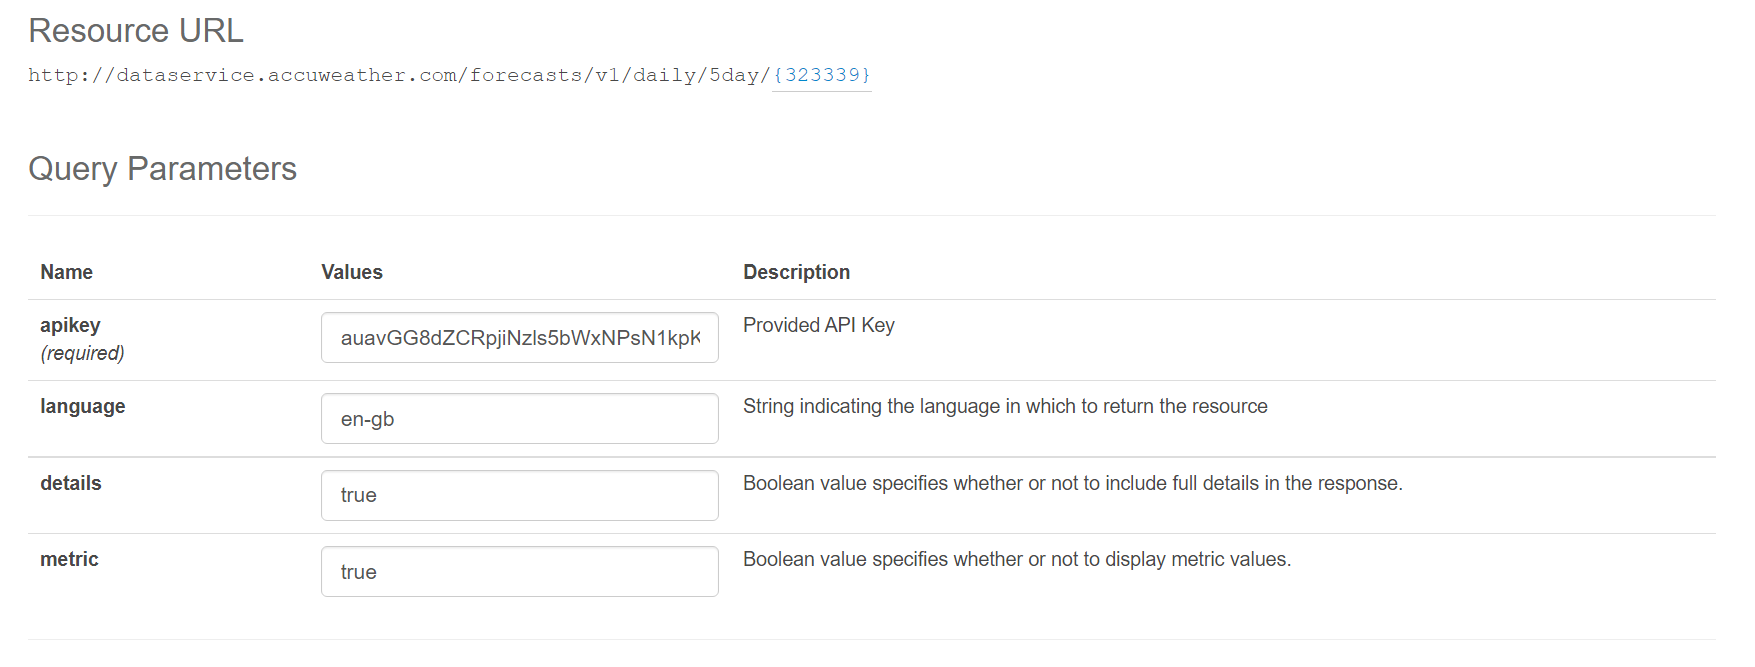 Resource URL
http://dataservice.accuweather.com/forecasts/v1/daily/5day/{323339}
Query Parameters
Name Values Description
apikey auavGG8dZCRpjiNzls5bWxNPsN1kpK Provided API Key
(required)
language en-gb String indicating the language in which to return the resource
details true Boolean value specifies whether or not to include full details in the response.
metric true Boolean value specifies whether or not to display metric values.